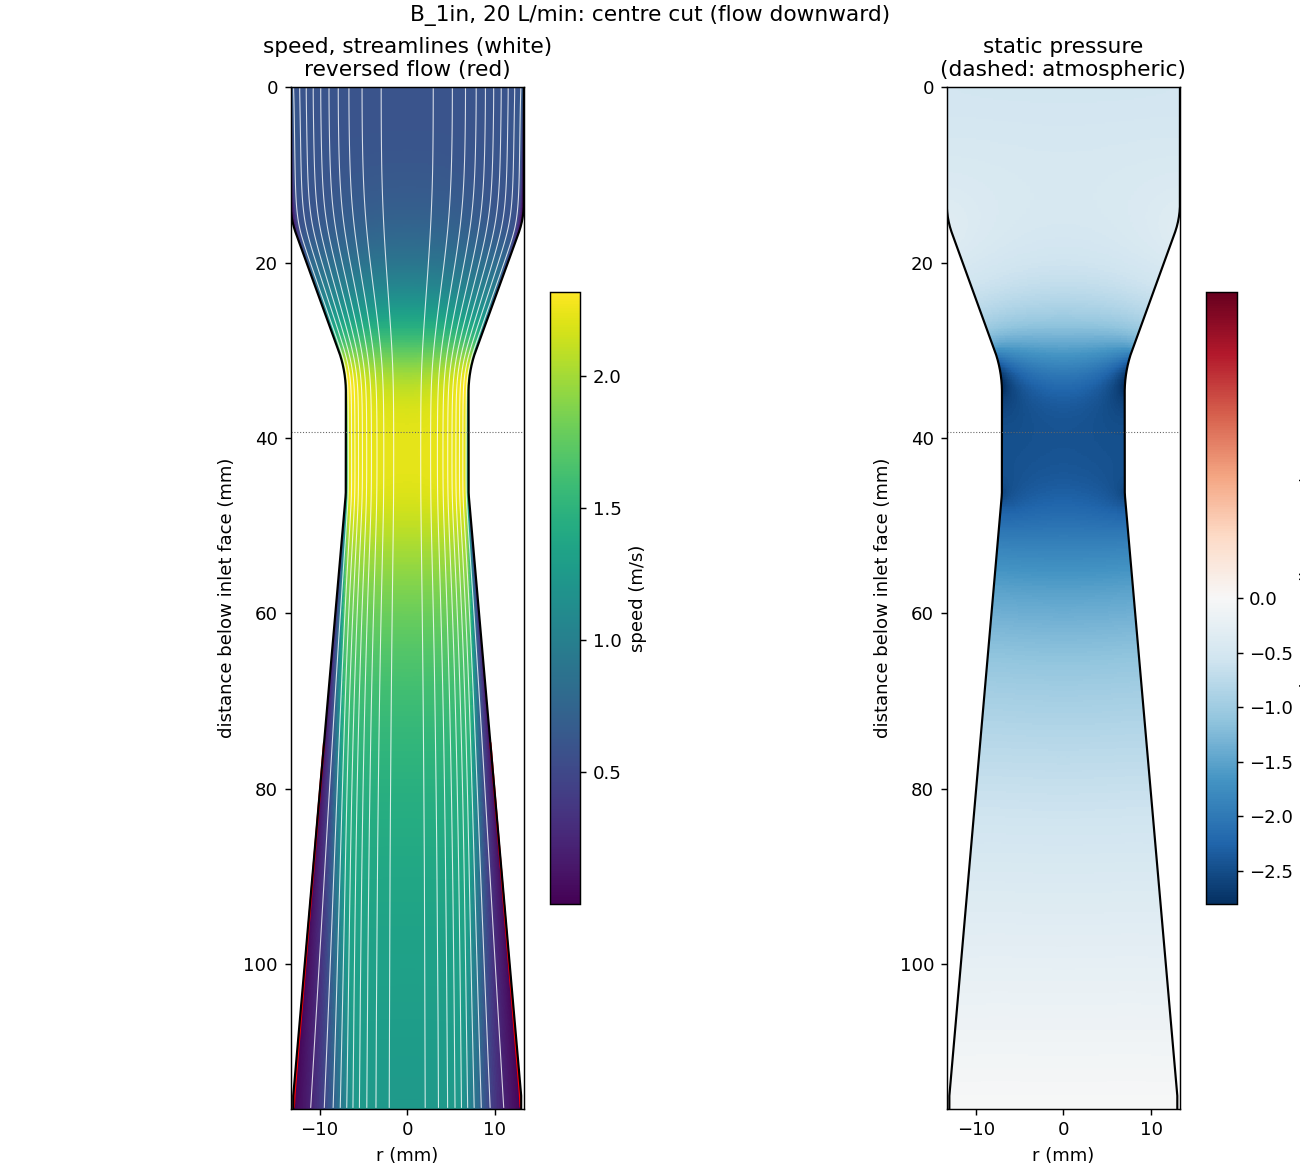 B_1in, 20 L/min: centre cut (flow downward)
speed, streamlines (white)
reversed flow (red)
0
20
40
60
80
100
distance below inlet face (mm)
−10
0
10
r (mm)
2.0
1.5
1.0
0.5
speed (m/s)
static pressure
(dashed: atmospheric)
0
20
40
60
80
100
distance below inlet face (mm)
−10
0
10
r (mm)
0.0
−0.5
−1.0
−1.5
−2.0
−2.5